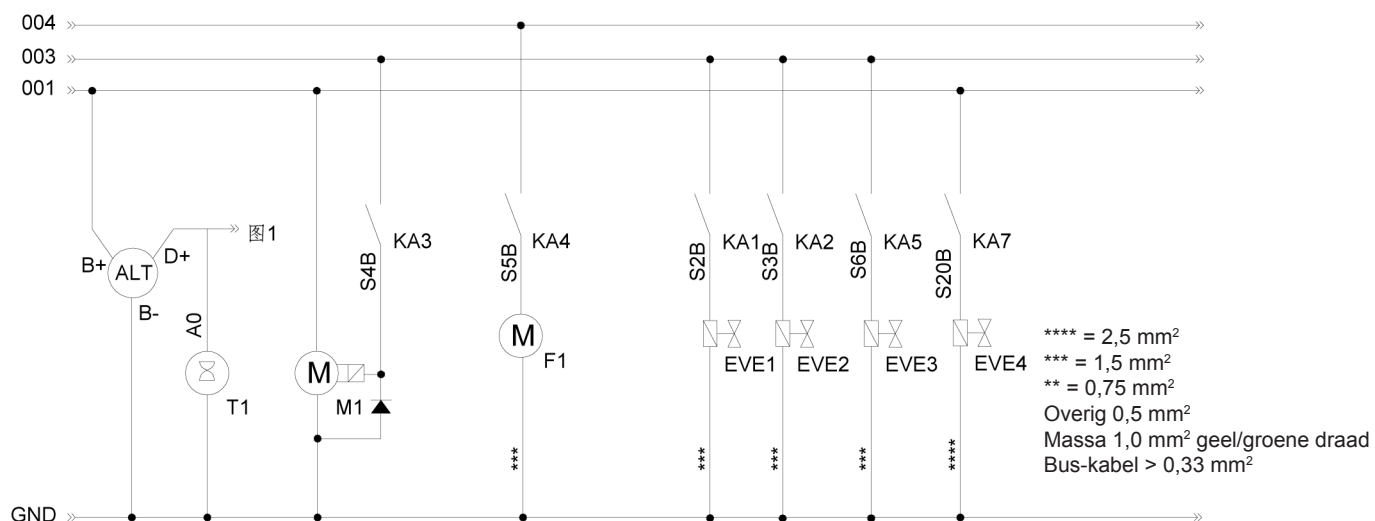 004
003
001
B+
ALT
D+
B-
图1
A0
T1
M
M1
S4B
KA3
S5B
KA4
M
F1
***
S2B
KA1
EVE1
***
S3B
KA2
EVE2
***
S6B
KA5
EVE3
***
S20B
KA7
EVE4
****
**** = 2,5 mm²
*** = 1,5 mm²
** = 0,75 mm²
Overig 0,5 mm²
Massa 1,0 mm² geel/groene draad
Bus-kabel > 0,33 mm²
GND